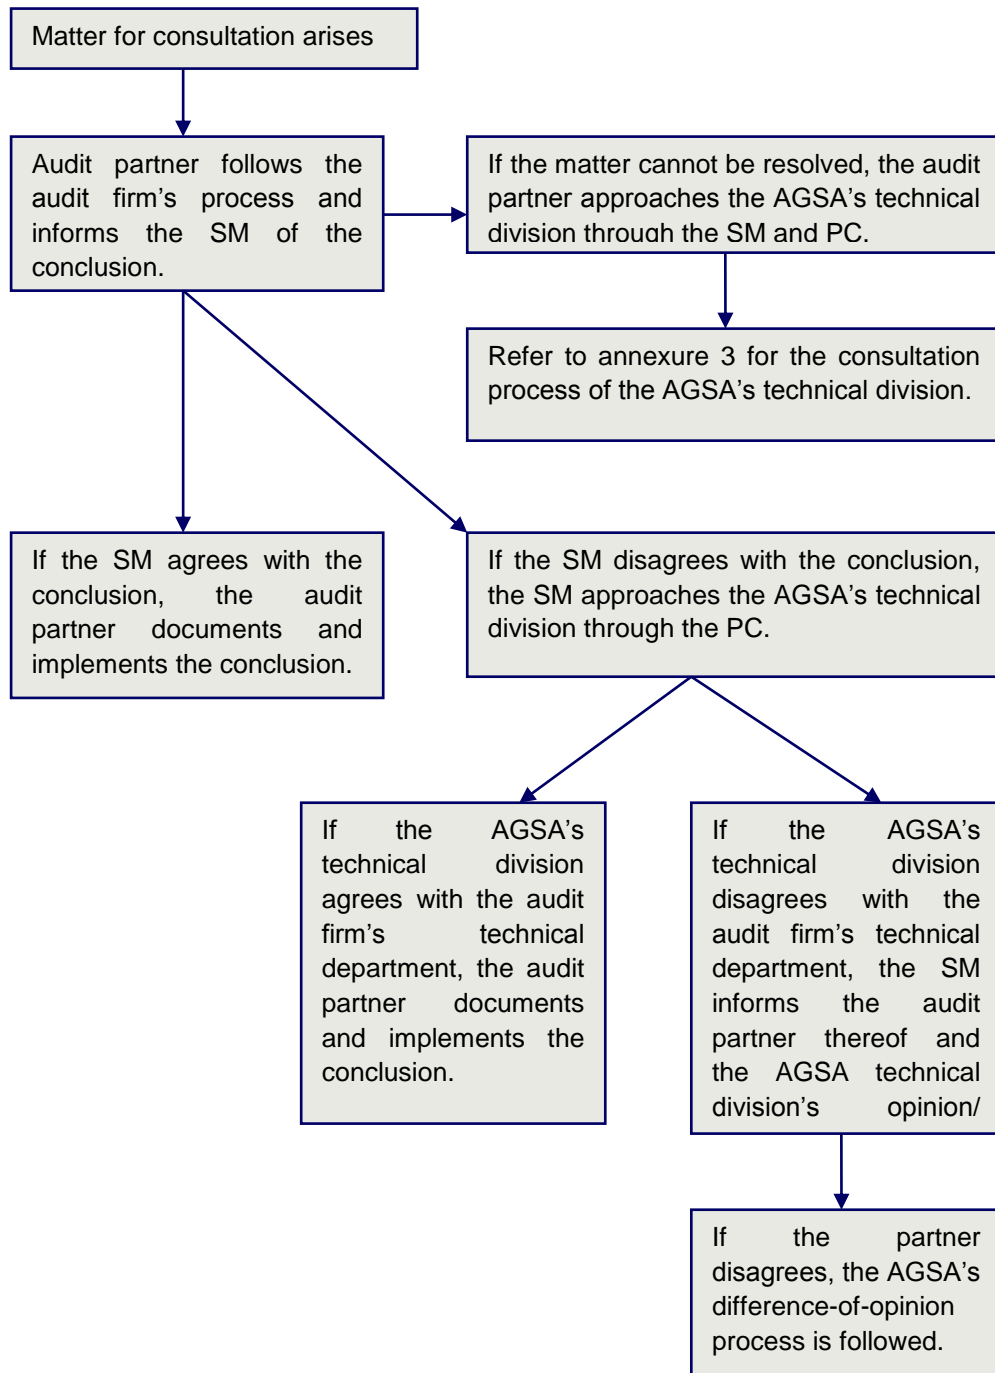 Matter for consultation arises
Audit partner follows the
audit firm’s process and
informs the SM of the
conclusion.
If the matter cannot be resolved, the audit
partner approaches the AGSA’s technical
division through the SM and PC.
Refer to annexure 3 for the consultation
process of the AGSA’s technical division.
If the SM agrees with the
conclusion, the audit
partner documents and
implements the conclusion.
If the SM disagrees with the conclusion,
the SM approaches the AGSA’s technical
division through the PC.
If the AGSA’s
technical division
agrees with the audit
firm’s technical
department, the audit
partner documents
and implements the
conclusion.
If the AGSA’s
technical division
disagrees with the
audit firm’s technical
department, the SM
informs the audit
partner thereof and
the AGSA technical
division’s opinion/
If the partner
disagrees, the AGSA’s
difference-of-opinion
process is followed.